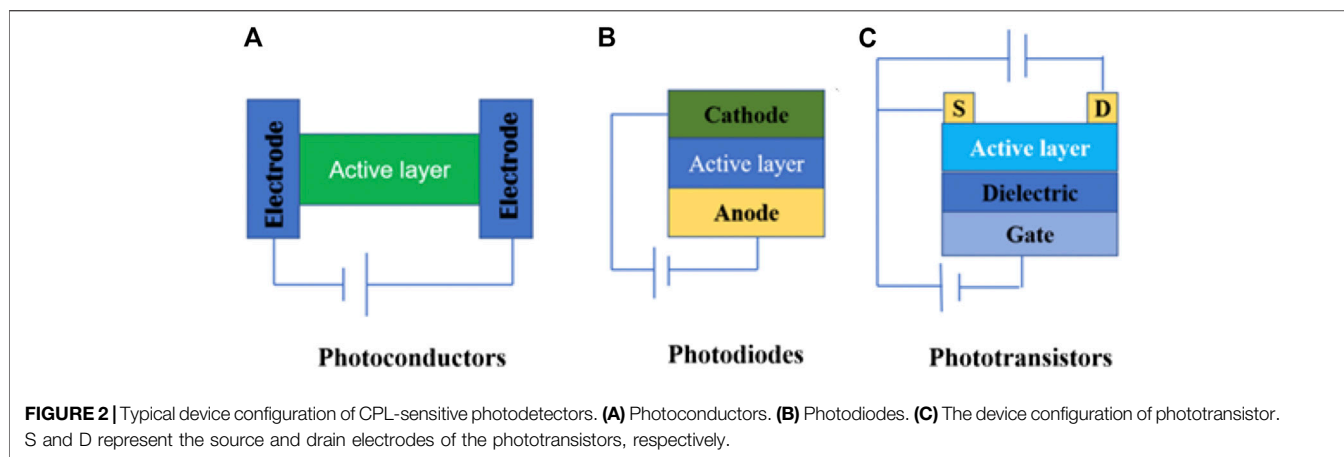 A
B
C
Electrode
Active layer
Electrode
Cathode
Active layer
Anode
S
D
Active layer
Dielectric
Gate
Photoconductors
Photodiodes
Phototransistors
FIGURE 2 | Typical device configuration of CPL-sensitive photodetectors. (A) Photoconductors. (B) Photodiodes. (C) The device configuration of phototransistor.
S and D represent the source and drain electrodes of the phototransistors, respectively.